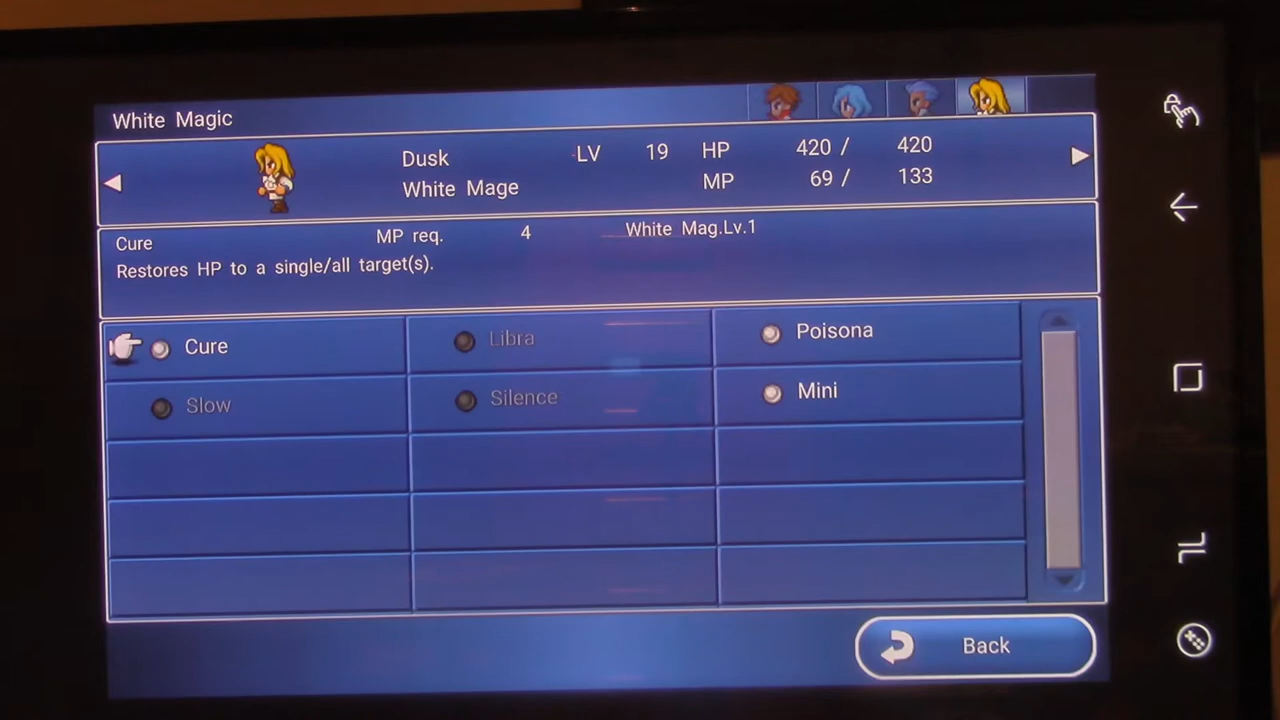 White Magic
Dusk LV 19 HP 420 / 420
White Mage MP 69 / 133
Cure MP req. 4 White Mag.Lv.1
Restores HP to a single/all target(s).
Cure Libra Poisona
Slow Silence Mini
Back